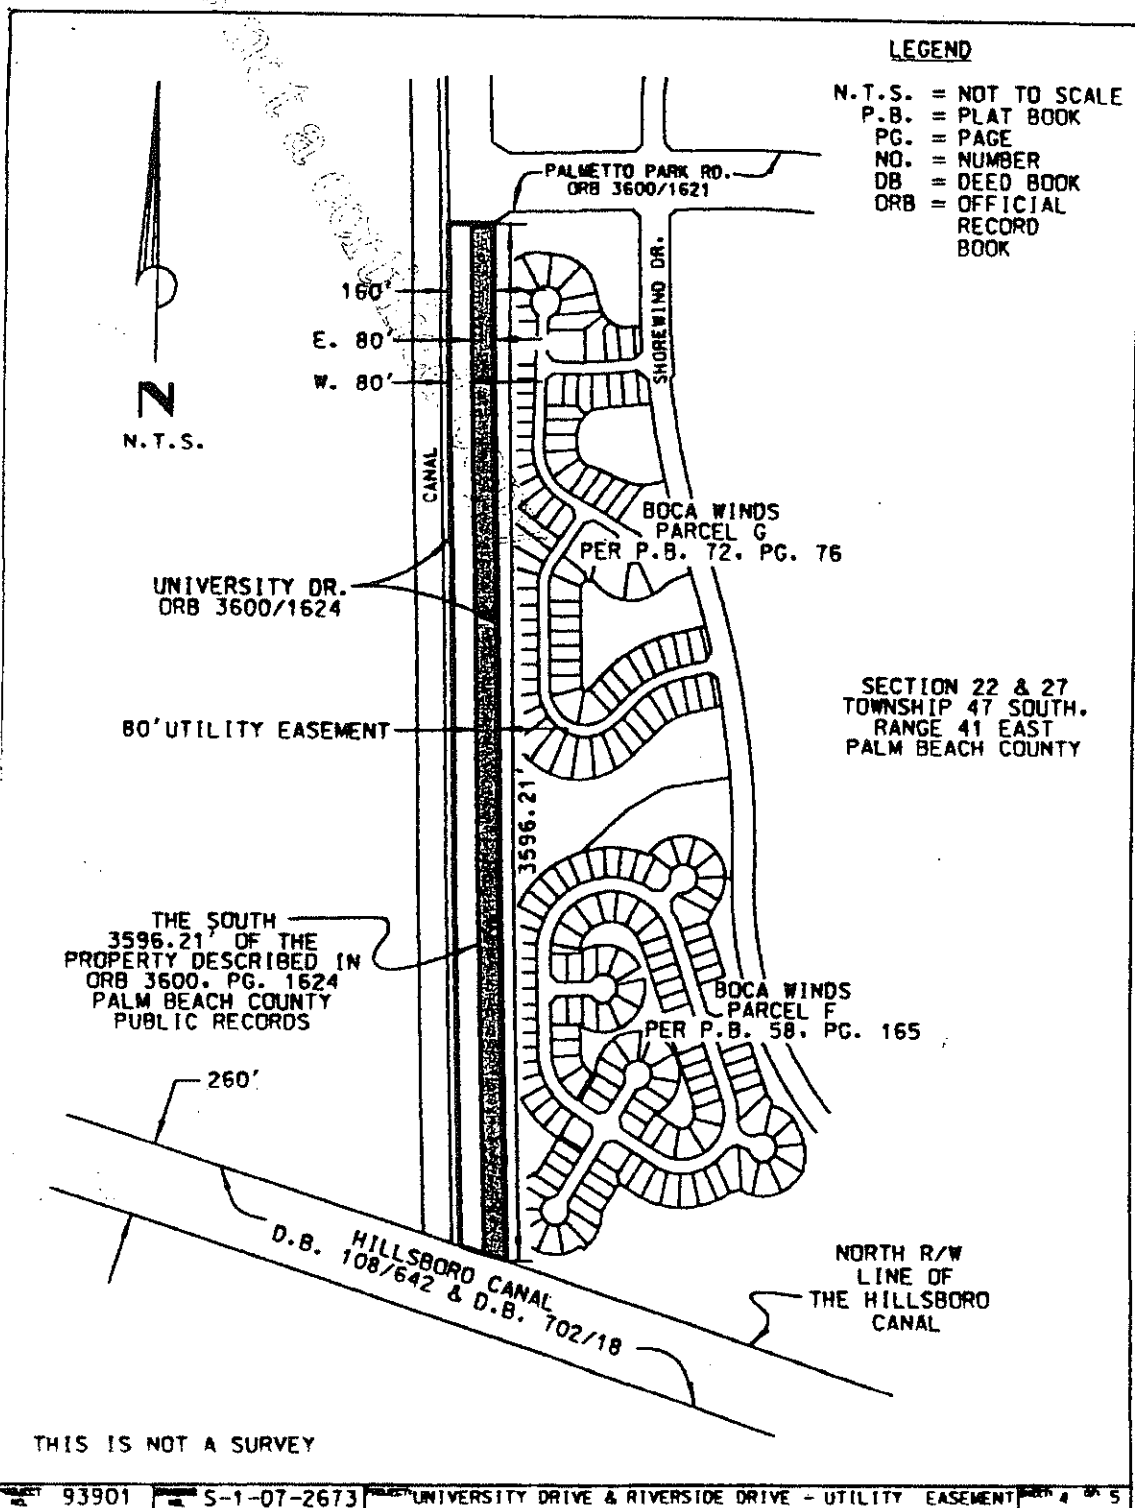 LEGEND
N.T.S. = NOT TO SCALE
P.B. = PLAT BOOK
PG. = PAGE
NO. = NUMBER
DB = DEED BOOK
ORB = OFFICIAL
RECORD
BOOK
PALMETTO PARK RD.
ORB 3600/1621
SHOREWIND DR.
160'
E. 80'
W. 80'
N
N.T.S.
CANAL
BOCA WINDS
PARCEL G
PER P.B. 72, PG. 76
UNIVERSITY DR.
ORB 3600/1624
SECTION 22 & 27
TOWNSHIP 47 SOUTH,
RANGE 41 EAST
PALM BEACH COUNTY
80' UTILITY EASEMENT
3596.21'
THE SOUTH
3596.21' OF THE
PROPERTY DESCRIBED IN
ORB 3600, PG. 1624
PALM BEACH COUNTY
PUBLIC RECORDS
BOCA WINDS
PARCEL F
PER P.B. 58, PG. 165
260'
HILLSBORO CANAL
D.B. 108/642 & D.B. 702/18
NORTH R/W
LINE OF
THE HILLSBORO
CANAL
THIS IS NOT A SURVEY
93901 S-1-07-2673 UNIVERSITY DRIVE & RIVERSIDE DRIVE - UTILITY EASEMENT 4 5